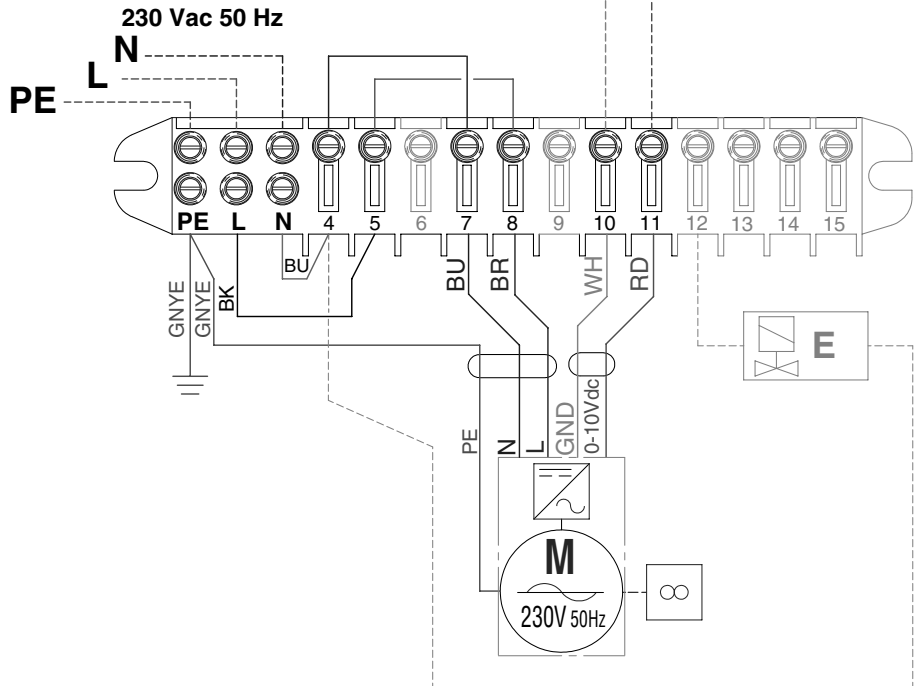 230 Vac 50 Hz
N
L
PE
PE L N 4 5 6 7 8 9 10 11 12 13 14 15
BU
BU
BR
WH
RD
GNYE
GNYE
BK
E
PE
N
L
GND
0-10Vdc
M
230V 50Hz